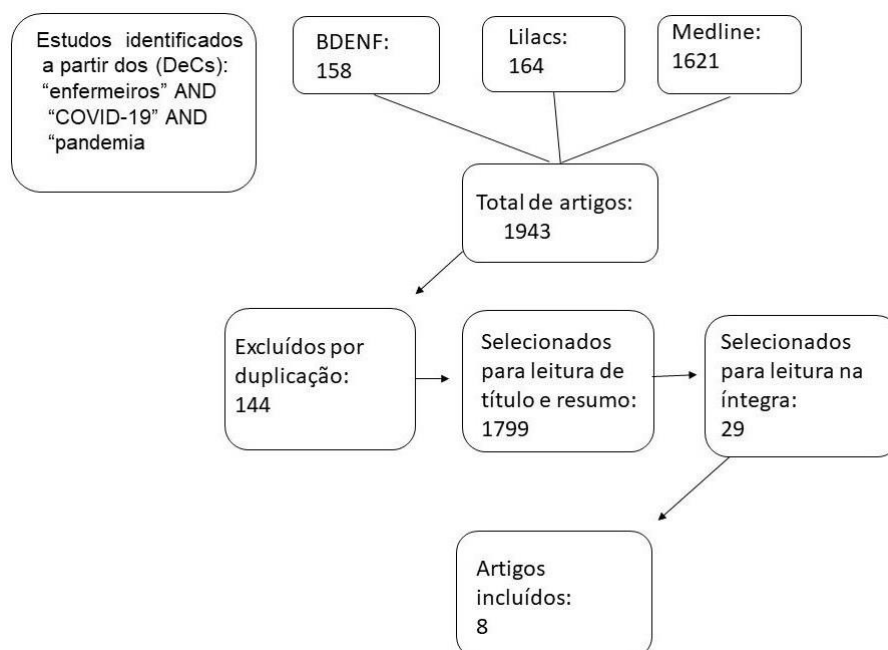 Estudos identificados
a partir dos (DeCs):
“enfermeiros” AND
“COVID-19” AND
“pandemia
BDENF:
158
Lilacs:
164
Medline:
1621
Total de artigos:
1943
Excluídos por
duplicação:
144
Selecionados
para leitura de
título e resumo:
1799
Selecionados
para leitura na
íntegra:
29
Artigos
incluídos:
8